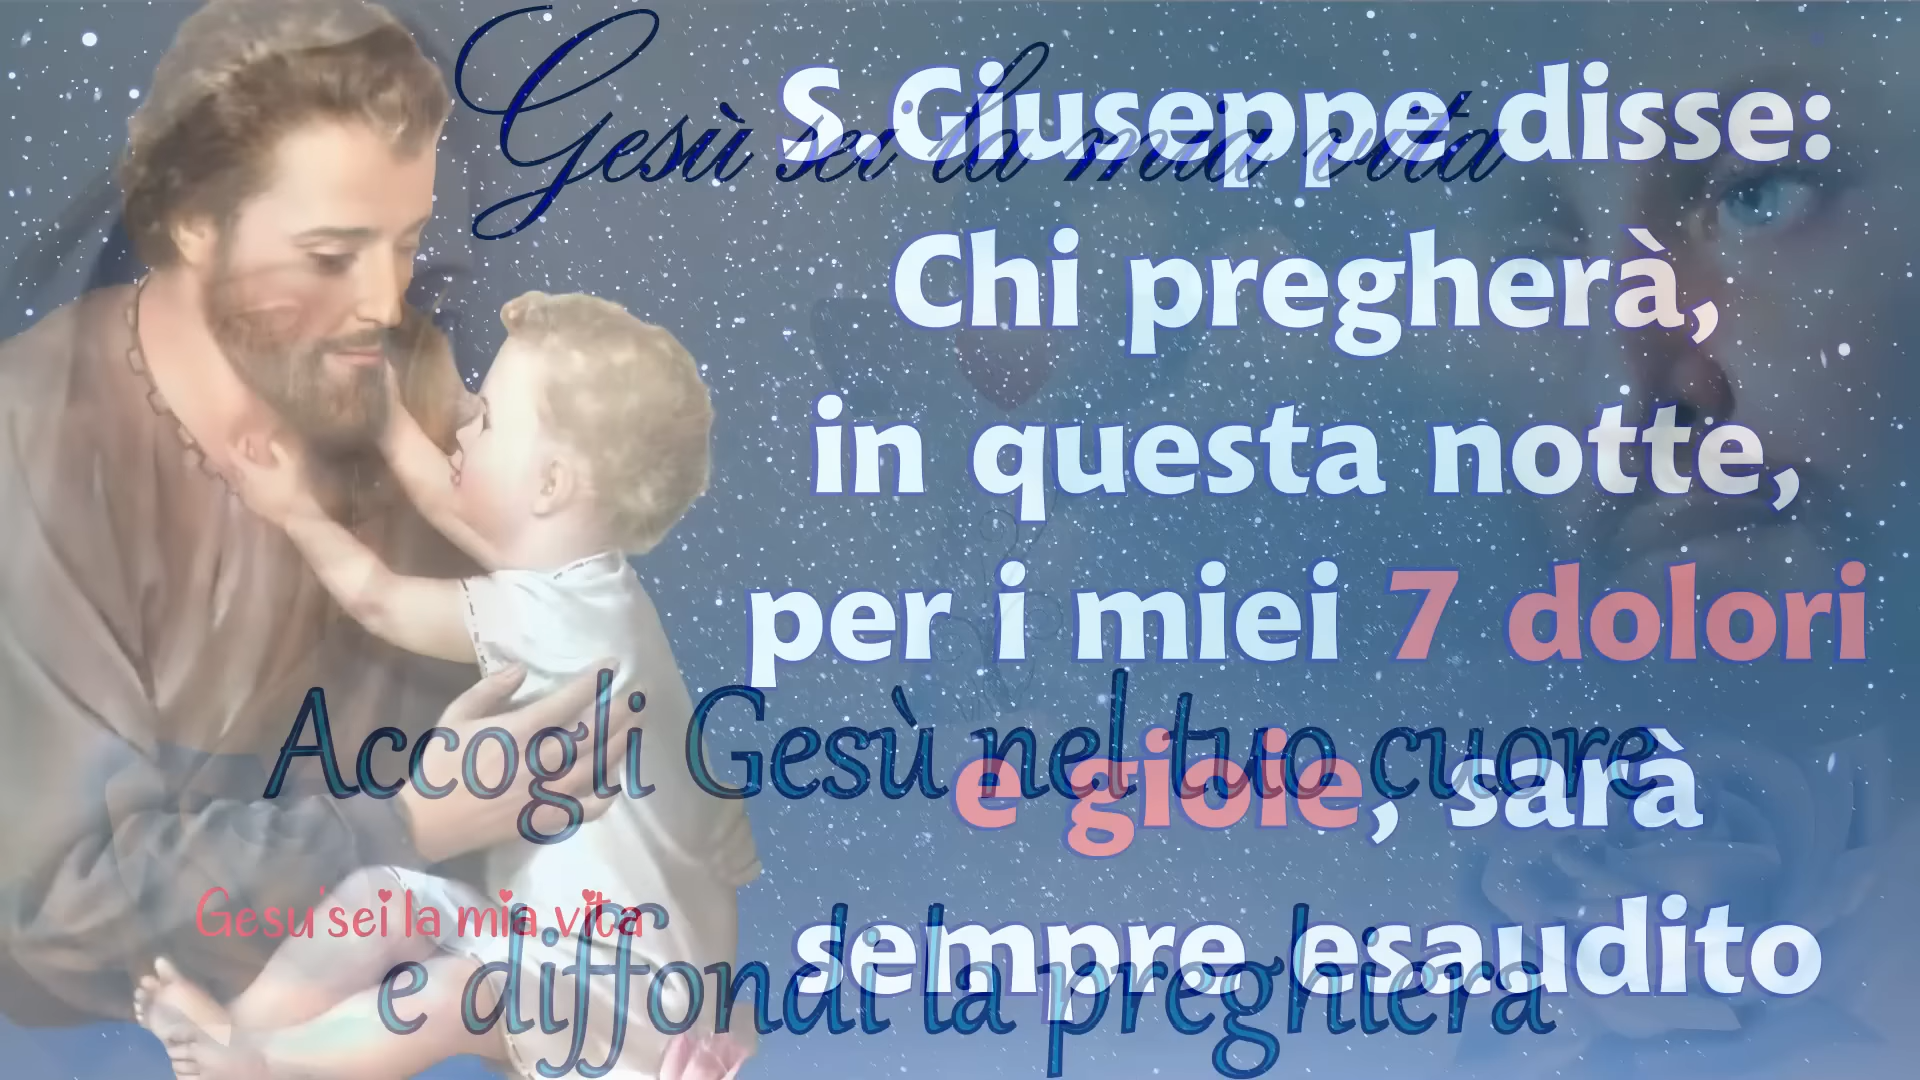 Gesù sei la mia vita
S.Giuseppe disse:
Chi pregherà,
in questa notte,
per i miei 7 dolori
Accogli Gesù nel tuo cuore
e gioie, sarà
Gesu sei la mia vita
sempre esaudito
e diffondi la preghiera